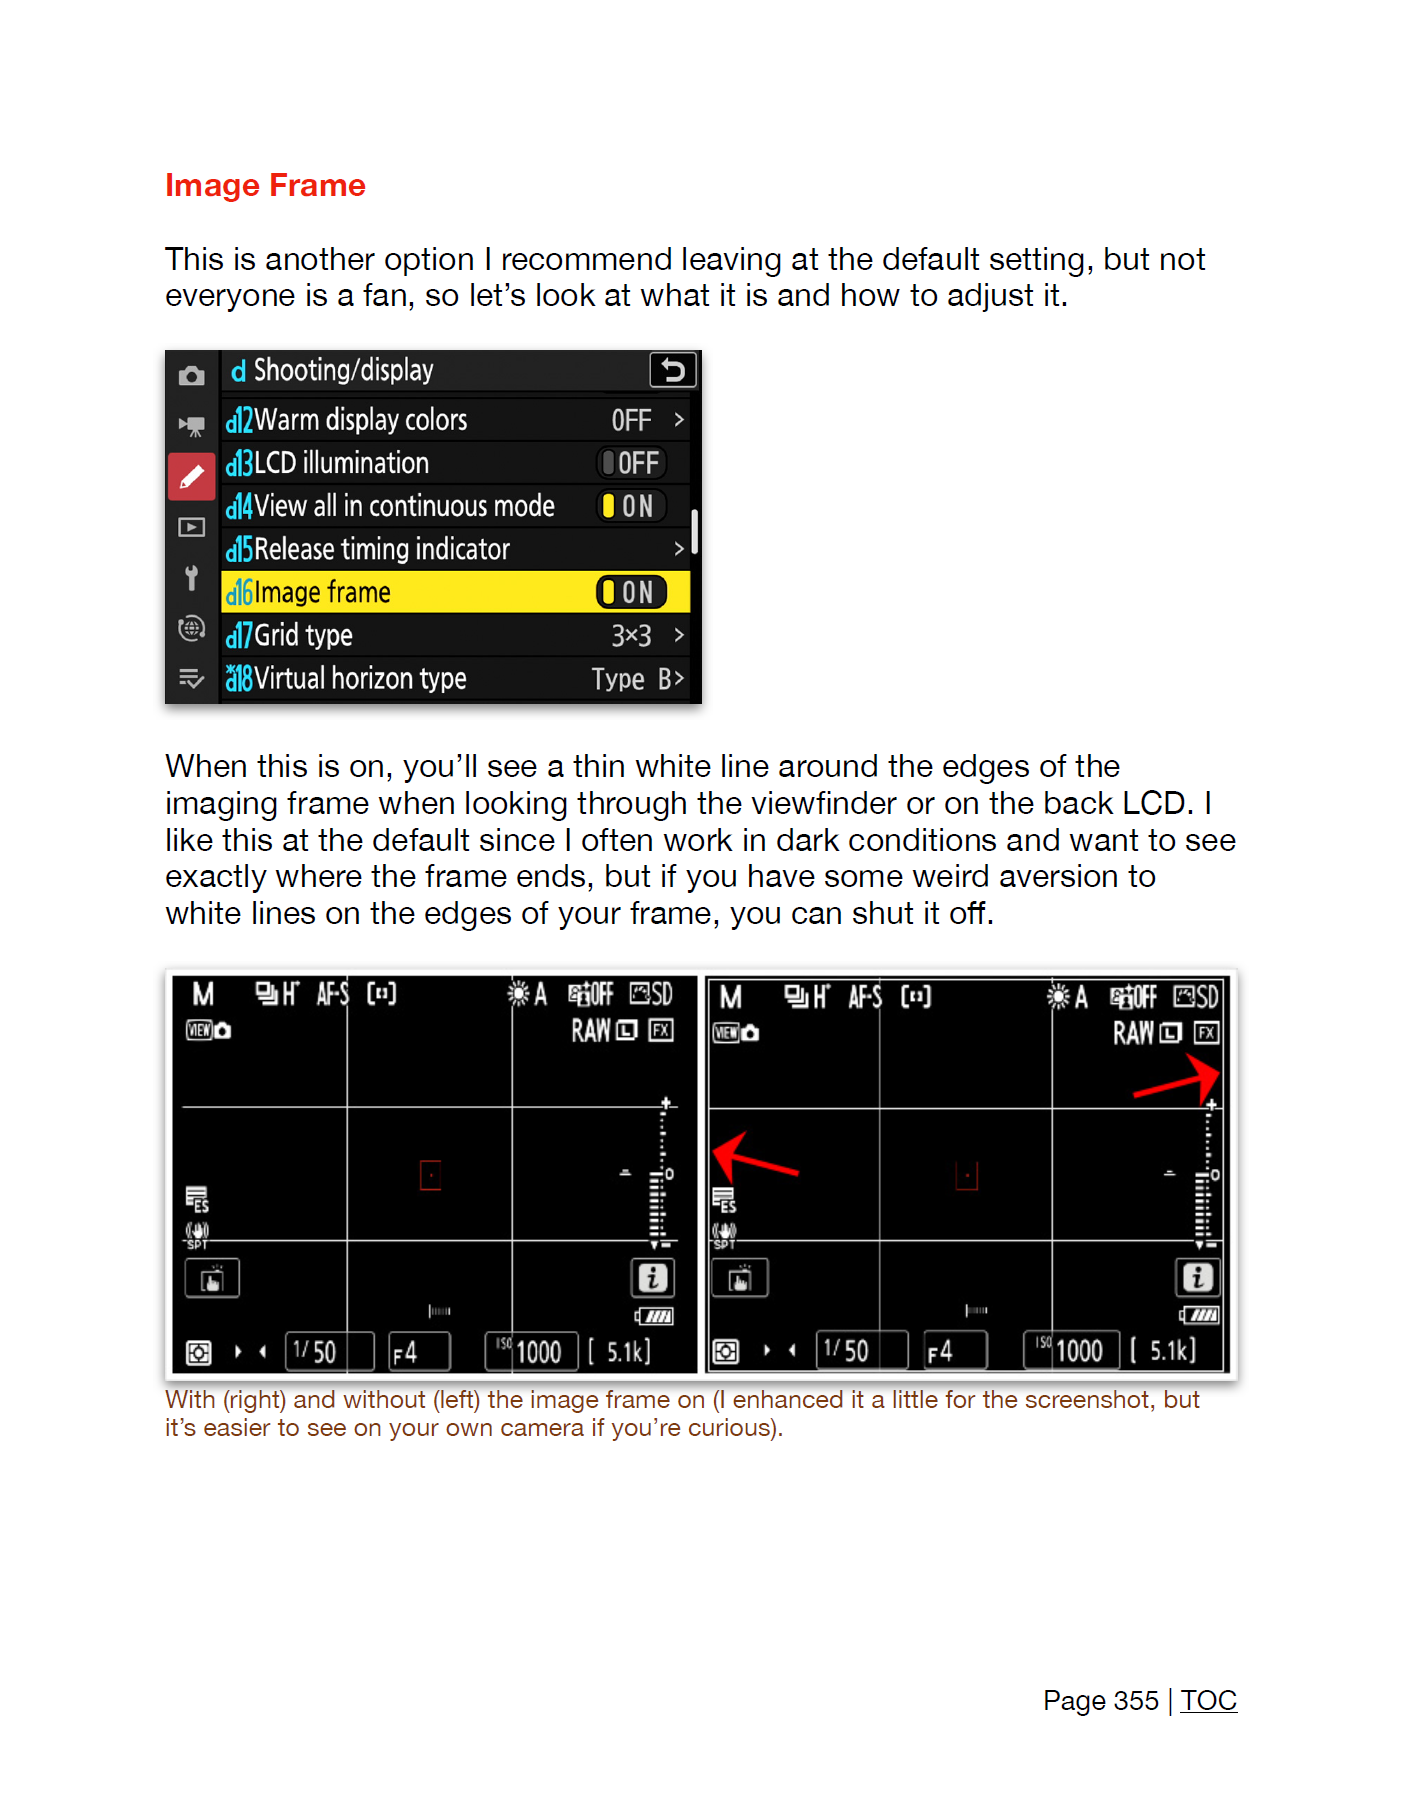 Image Frame
This is another option I recommend leaving at the default setting, but not
everyone is a fan, so let's look at what it is and how to adjust it.
d Shooting/display
d12 Warm display colors OFF >
d13 LCD illumination OFF
d14 View all in continuous mode ON
d15 Release timing indicator >
d16 Image frame ON
d17 Grid type 3×3 >
*d18 Virtual horizon type Type B>
When this is on, you'll see a thin white line around the edges of the
imaging frame when looking through the viewfinder or on the back LCD. I
like this at the default since I often work in dark conditions and want to see
exactly where the frame ends, but if you have some weird aversion to
white lines on the edges of your frame, you can shut it off.
M H* AF-S A OFF SD
VIEW RAW L FX
+
0
ES
SPT
−
i
1/50 F4 ISO 1000 [ 5.1k]
M H* AF-S A OFF SD
VIEW RAW L FX
+
0
ES
SPT
−
i
1/50 F4 ISO 1000 [ 5.1k]
With (right) and without (left) the image frame on (I enhanced it a little for the screenshot, but
it's easier to see on your own camera if you're curious).
Page 355 | TOC